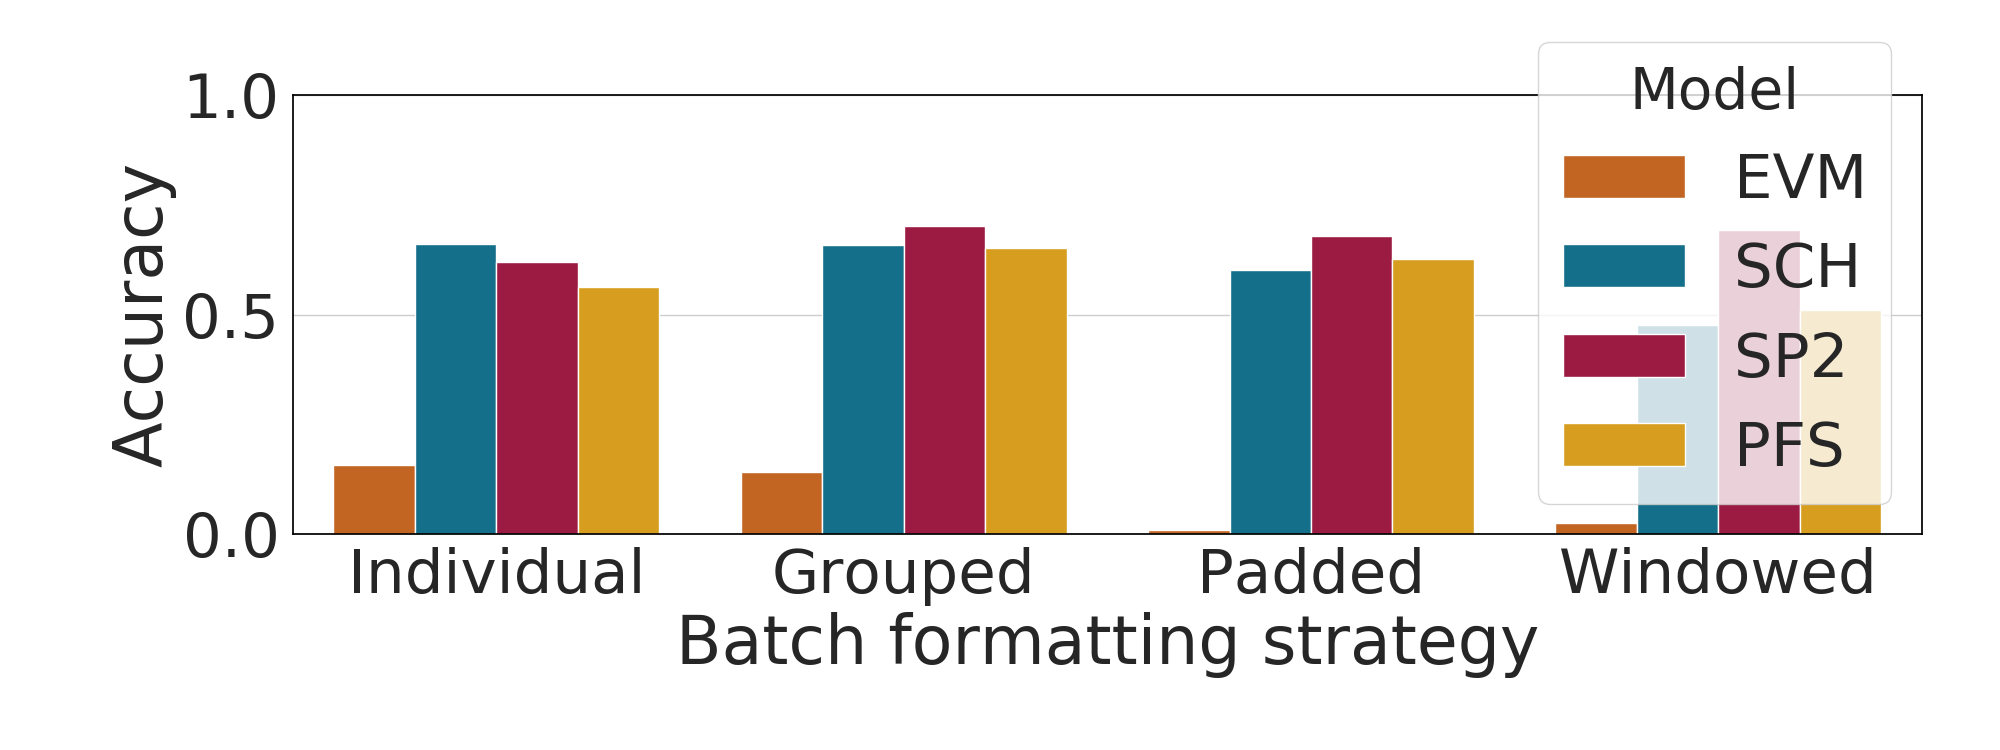 Model
EVM
SCH
SP2
PFS
1.0
0.5
0.0
Accuracy
Individual Grouped Padded Windowed
Batch formatting strategy